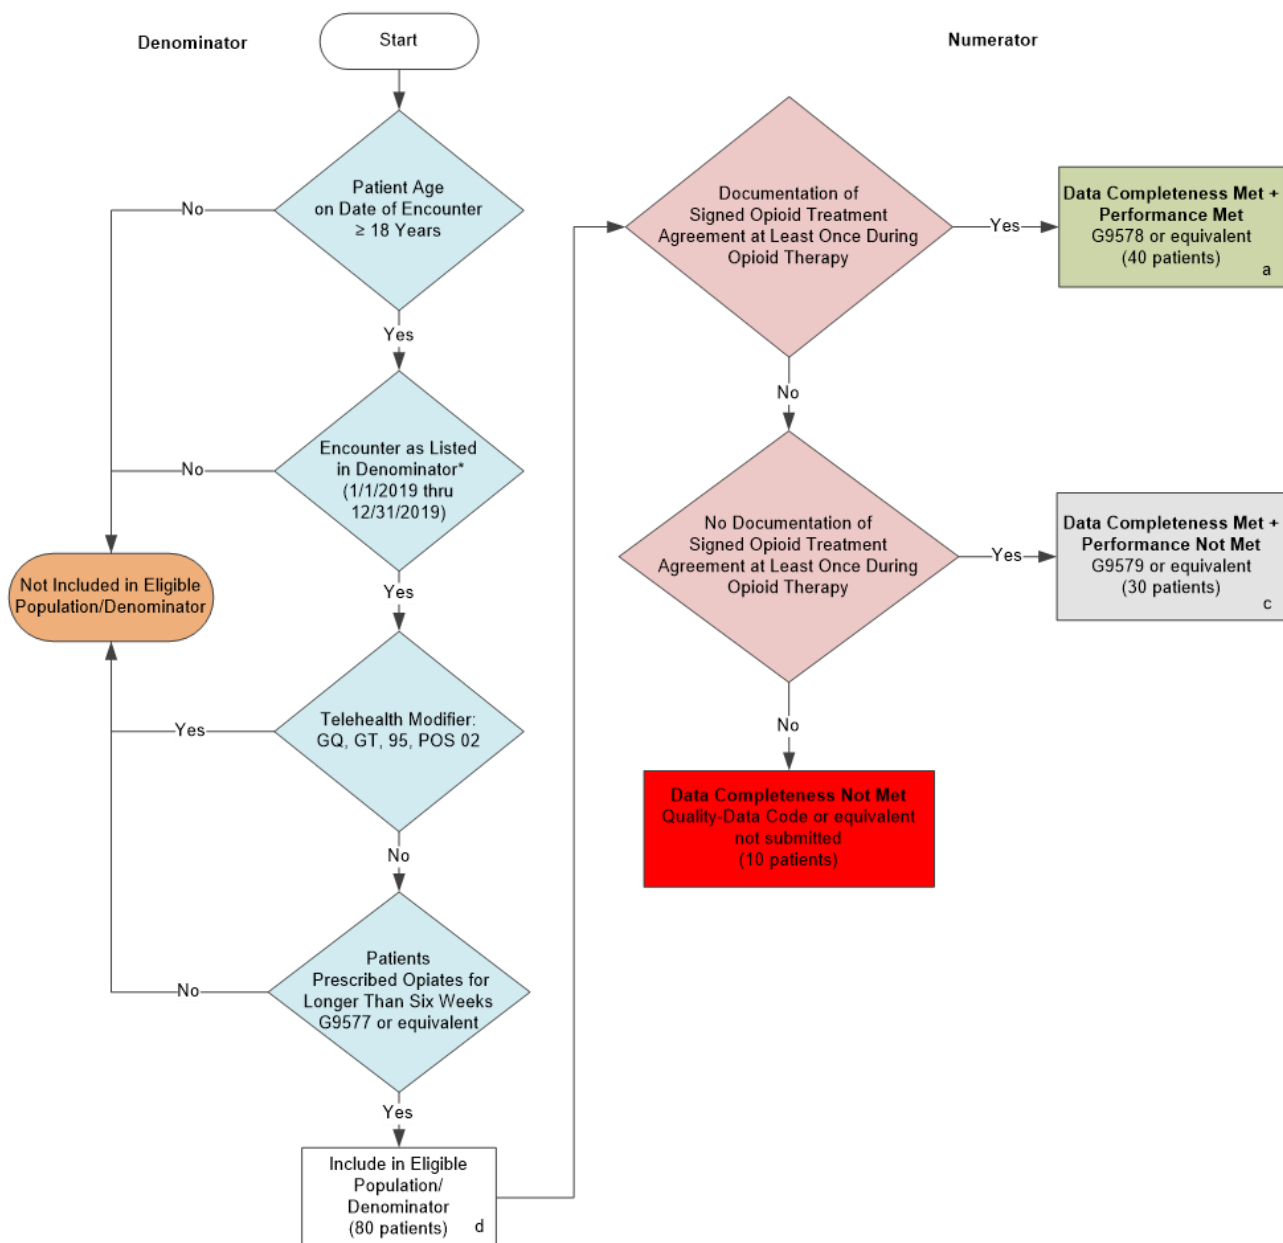 Denominator
Start
Numerator
Patient Age
on Date of Encounter
≥ 18 Years
No
Yes
Encounter as Listed
in Denominator*
(1/1/2019 thru
12/31/2019)
No
Yes
Not Included in Eligible
Population/Denominator
Telehealth Modifier:
GQ, GT, 95, POS 02
Yes
No
Patients
Prescribed Opiates for
Longer Than Six Weeks
G9577 or equivalent
No
Yes
Include in Eligible
Population/
Denominator
(80 patients)
d
Documentation of
Signed Opioid Treatment
Agreement at Least Once During
Opioid Therapy
Yes
Data Completeness Met +
Performance Met
G9578 or equivalent
(40 patients)
a
No
No Documentation of
Signed Opioid Treatment
Agreement at Least Once During
Opioid Therapy
Yes
Data Completeness Met +
Performance Not Met
G9579 or equivalent
(30 patients)
c
No
Data Completeness Not Met
Quality-Data Code or equivalent
not submitted
(10 patients)